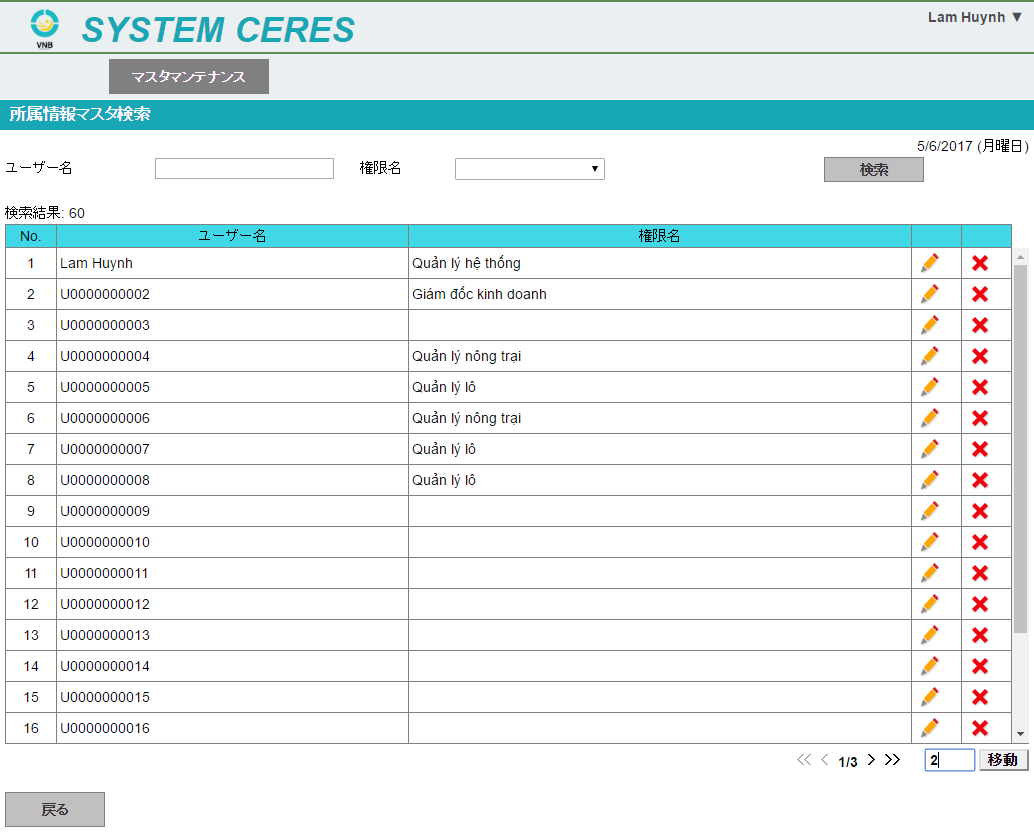 VNB SYSTEM CERES Lam Huynh ▼
マスタマンテナンス
所属情報マスタ検索
5/6/2017 (月曜日)
ユーザー名 権限名 検索
検索結果: 60
No. ユーザー名 権限名
1 Lam Huynh Quản lý hệ thống
2 U0000000002 Giám đốc kinh doanh
3 U0000000003
4 U0000000004 Quản lý nông trại
5 U0000000005 Quản lý lô
6 U0000000006 Quản lý nông trại
7 U0000000007 Quản lý lô
8 U0000000008 Quản lý lô
9 U0000000009
10 U0000000010
11 U0000000011
12 U0000000012
13 U0000000013
14 U0000000014
15 U0000000015
16 U0000000016
1/3 2 移動
戻る